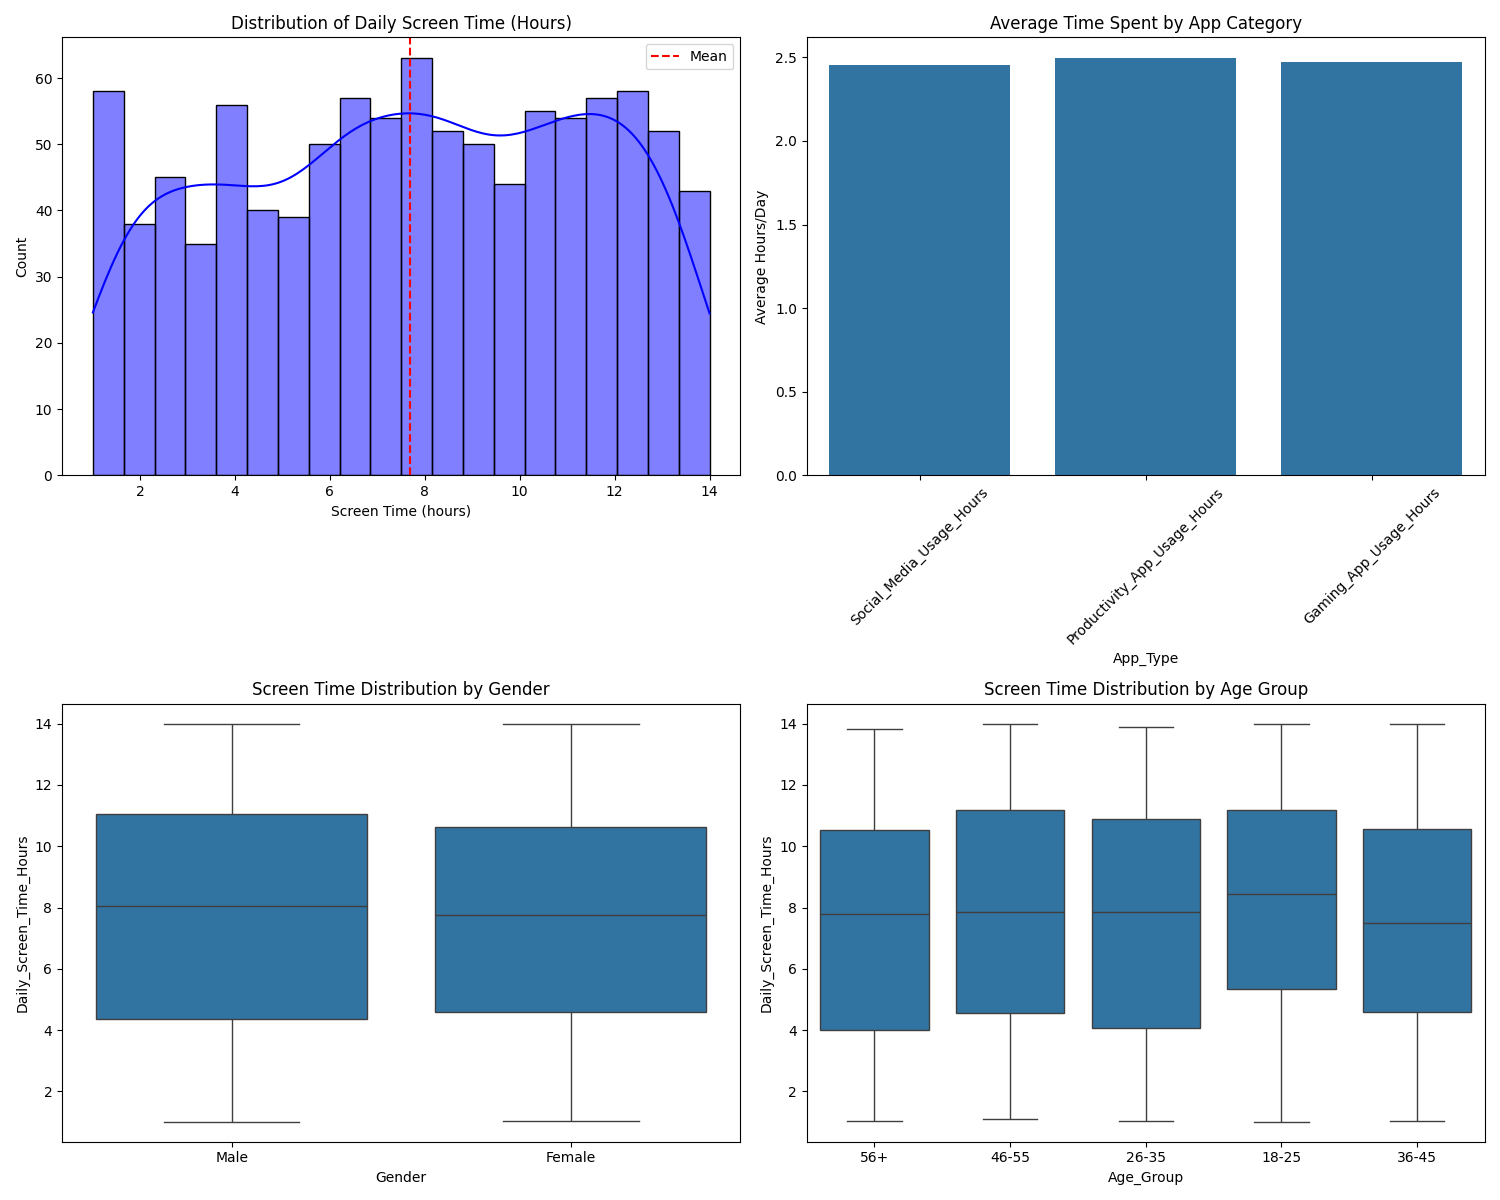 Distribution of Daily Screen Time (Hours)
Mean
60
50
40
30
20
10
0
Count
2 4 6 8 10 12 14
Screen Time (hours)
Average Time Spent by App Category
2.5
2.0
1.5
1.0
0.5
0.0
Average Hours/Day
Social_Media_Usage_Hours
Productivity_App_Usage_Hours
Gaming_App_Usage_Hours
App_Type
Screen Time Distribution by Gender
14
12
10
8
6
4
2
Daily_Screen_Time_Hours
Male Female
Gender
Screen Time Distribution by Age Group
14
12
10
8
6
4
2
Daily_Screen_Time_Hours
56+ 46-55 26-35 18-25 36-45
Age_Group